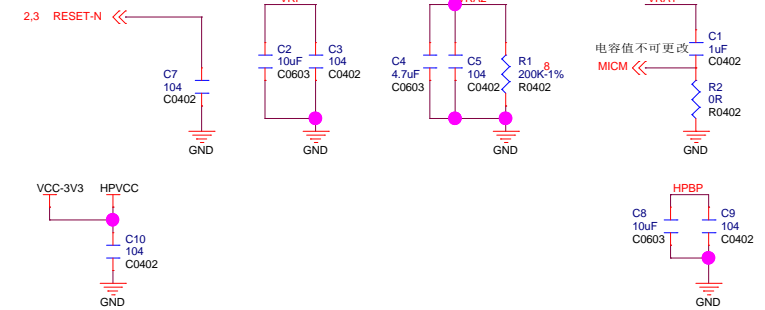 2,3 RESET-N
C7
104
C0402
GND
C2
10uF
C0603
C3
104
C0402
GND
C4
4.7uF
C0603
C5
104
C0402
R1
200K-1%
R0402
8
GND
电容值不可更改
C1
1uF
C0402
MICM
R2
0R
R0402
GND
VCC-3V3
HPVCC
C10
104
C0402
GND
HPBP
C8
10uF
C0603
C9
104
C0402
GND